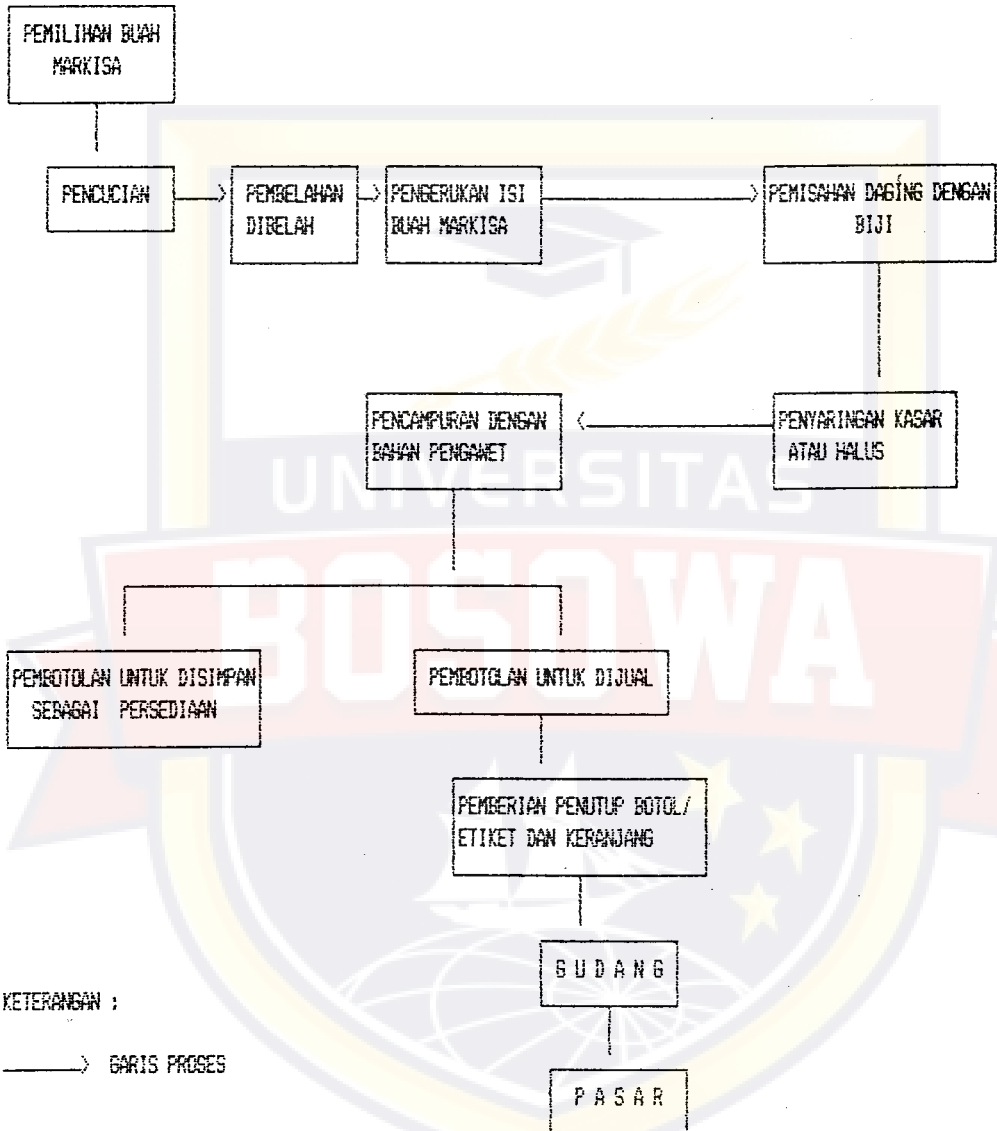 PEMILIHAN BUAH
MARKISA
PENCUCIAN
PEMBELAHAN
DIBELAH
PENGERUKAN ISI
BUAH MARKISA
PEMISAHAN DAGING DENGAN
BIJI
PENCAMPURAN DENGAN
BAHAN PENGAWET
PENYARINGAN KASAR
ATAU HALUS
UNIVERSITAS
BOSOWA
PEMBOTOLAN UNTUK DISIMPAN
SEBAGAI PERSEDIAAN
PEMBOTOLAN UNTUK DIJUAL
PEMBERIAN PENUTUP BOTOL/
ETIKET DAN KERANJANG
G U D A N G
KETERANGAN :
GARIS PROSES
P A S A R